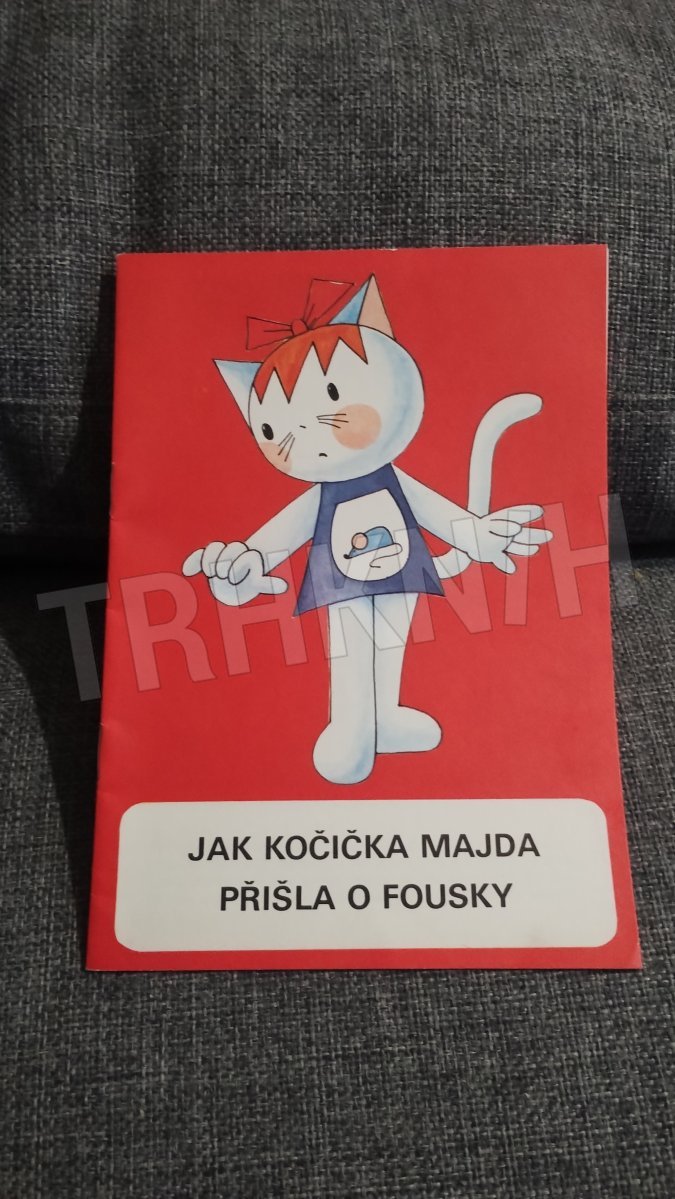 TRHKNIH
JAK KOČIČKA MAJDA
PŘIŠLA O FOUSKY